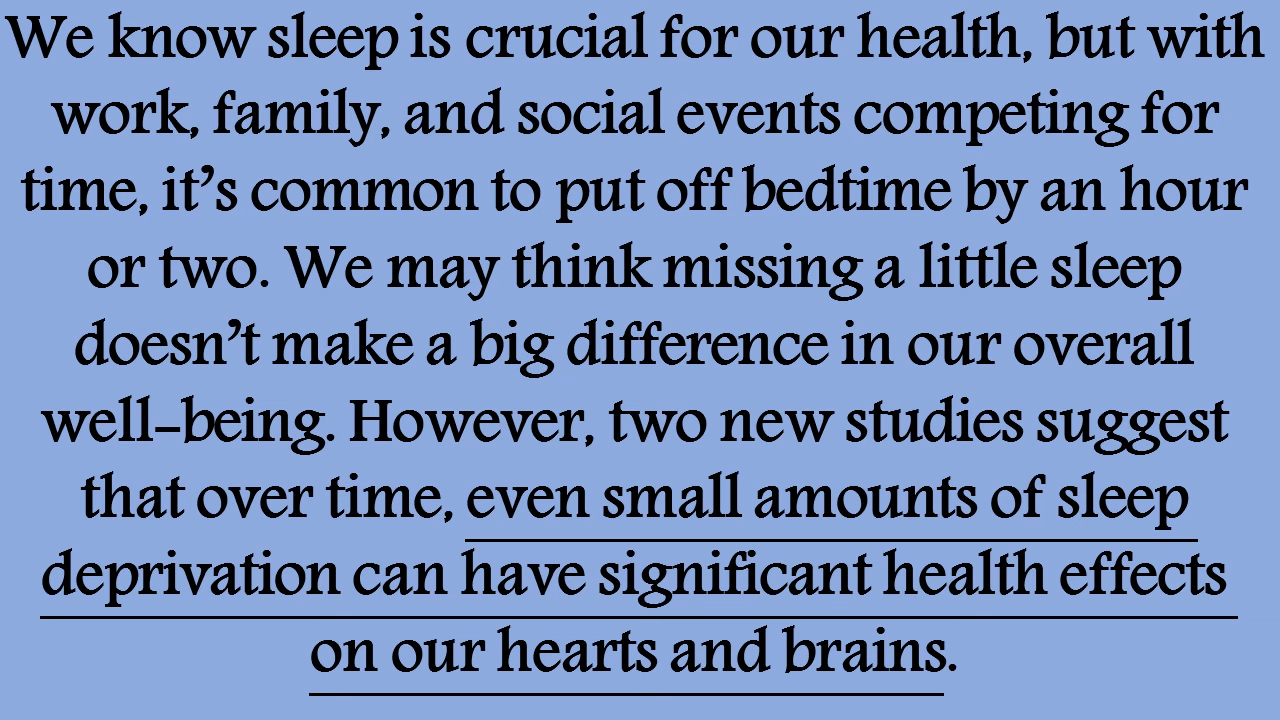 We know sleep is crucial for our health, but with
work, family, and social events competing for
time, it’s common to put off bedtime by an hour
or two. We may think missing a little sleep
doesn’t make a big difference in our overall
well-being. However, two new studies suggest
that over time, even small amounts of sleep
deprivation can have significant health effects
on our hearts and brains.